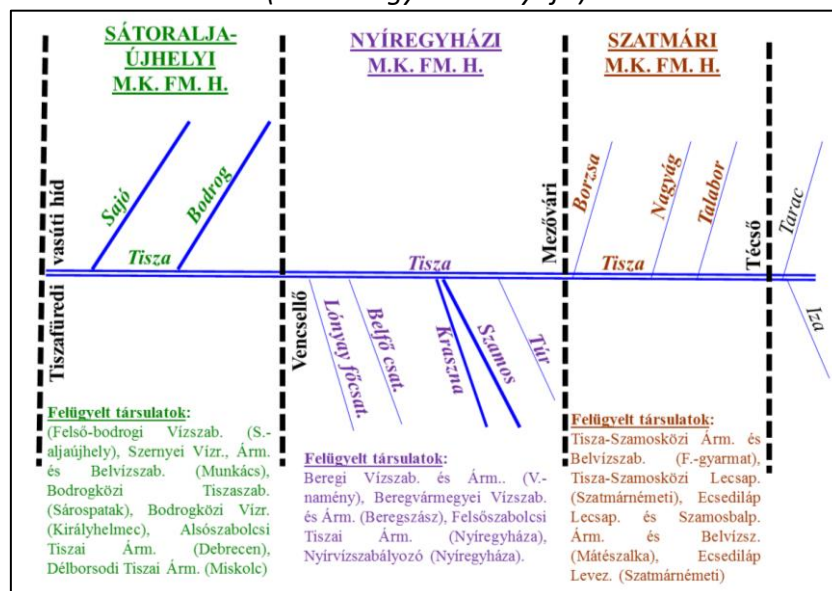 SÁTORALJA-
ÚJHELYI
M.K. FM. H.
NYÍREGYHÁZI
M.K. FM. H.
SZATMÁRI
M.K. FM. H.
Tiszafüredi vasúti híd
Sajó
Bodrog
Tisza
Vencsellő
Tisza
Lónyay főcsat.
Belfő csat.
Kraszna
Szamos
Túr
Mezővári
Borzsa
Nagyág
Talabor
Tisza
Técső
Tarac
Iza
Felügyelt társulatok:
(Felső-bodrogi Vízszab. (S.-
aljaújhely), Szernyei Vízr., Árm.
és Belvízszab. (Munkács),
Bodrogközi Tiszaszab.
(Sárospatak), Bodrogközi Vízr.
(Királyhelmec), Alsószabolcsi
Tiszai Árm. (Debrecen),
Délborsodi Tiszai Árm. (Miskolc)
Felügyelt társulatok:
Beregi Vízszab. és Árm.. (V.-
namény), Beregvármegyei Vízszab.
és Árm. (Beregszász), Felsőszabolcsi
Tiszai Árm. (Nyíregyháza),
Nyírvízszabályozó (Nyíregyháza).
Felügyelt társulatok:
Tisza-Szamosközi Árm. és
Belvízszab. (F.-gyarmat),
Tisza-Szamosközi Lecsap.
(Szatmárnémeti), Ecsediláp
Lecsap. és Szamosbalp.
Árm. és Belvízsz.
(Mátészalka), Ecsediláp
Levez. (Szatmárnémeti)